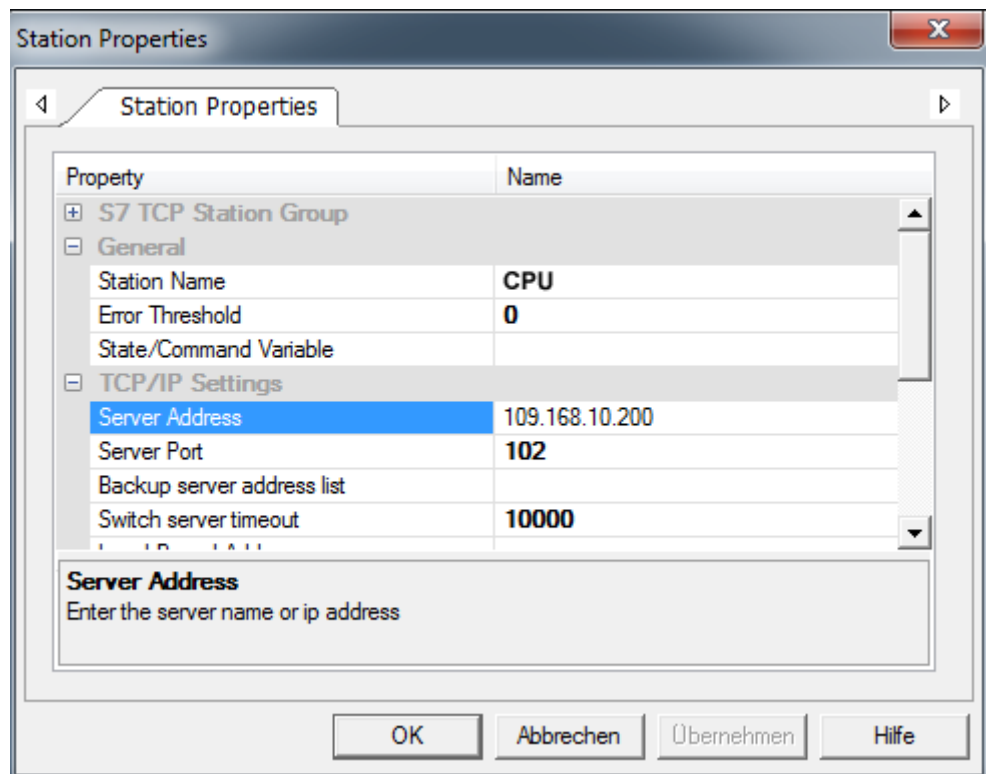 Station Properties
Station Properties
Property Name
S7 TCP Station Group
General
Station Name CPU
Error Threshold 0
State/Command Variable
TCP/IP Settings
Server Address 109.168.10.200
Server Port 102
Backup server address list
Switch server timeout 10000
Server Address
Enter the server name or ip address
OK Abbrechen Übernehmen Hilfe